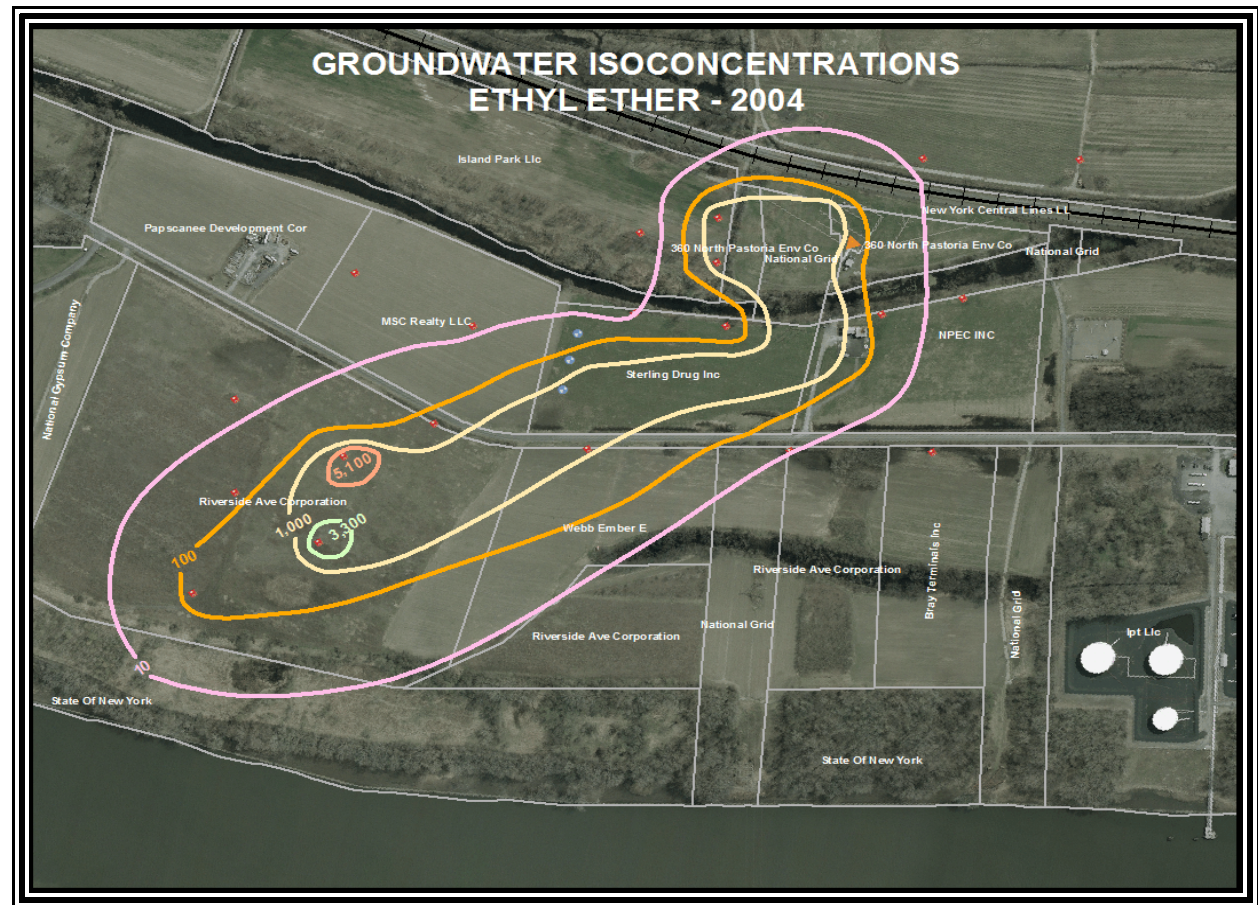 GROUNDWATER ISOCONCENTRATIONS
ETHYL ETHER - 2004
Island Park Llc
New York Central Lines LL
Papscanee Development Cor
360 North Pastoria Env Co
360 North Pastoria Env Co
National Grid
National Grid
MSC Realty LLC
NPEC INC
National Gypsum Company
Sterling Drug Inc
5,100
Riverside Ave Corporation
1,000
3,300
Webb Ember E
100
Riverside Ave Corporation
Bray Terminals Inc
National Grid
National Grid
Riverside Ave Corporation
Ipt Llc
10
State Of New York
State Of New York